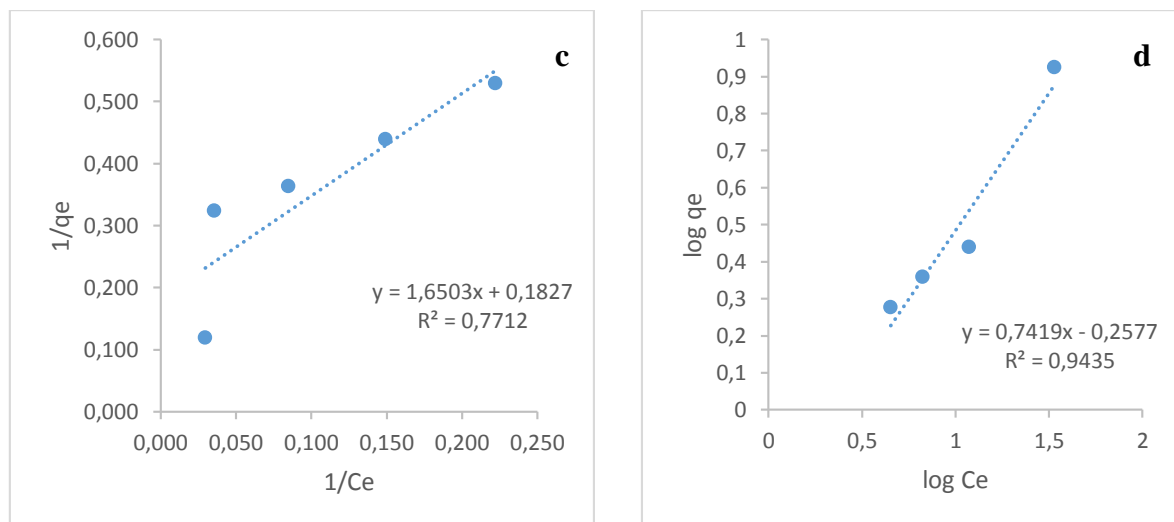 c
0,600
0,500
0,400
0,300
0,200
0,100
0,000
1/qe
y = 1,6503x + 0,1827
R² = 0,7712
0,000 0,050 0,100 0,150 0,200 0,250
1/Ce
d
1
0,9
0,8
0,7
0,6
0,5
0,4
0,3
0,2
0,1
0
log qe
y = 0,7419x - 0,2577
R² = 0,9435
0 0,5 1 1,5 2
log Ce